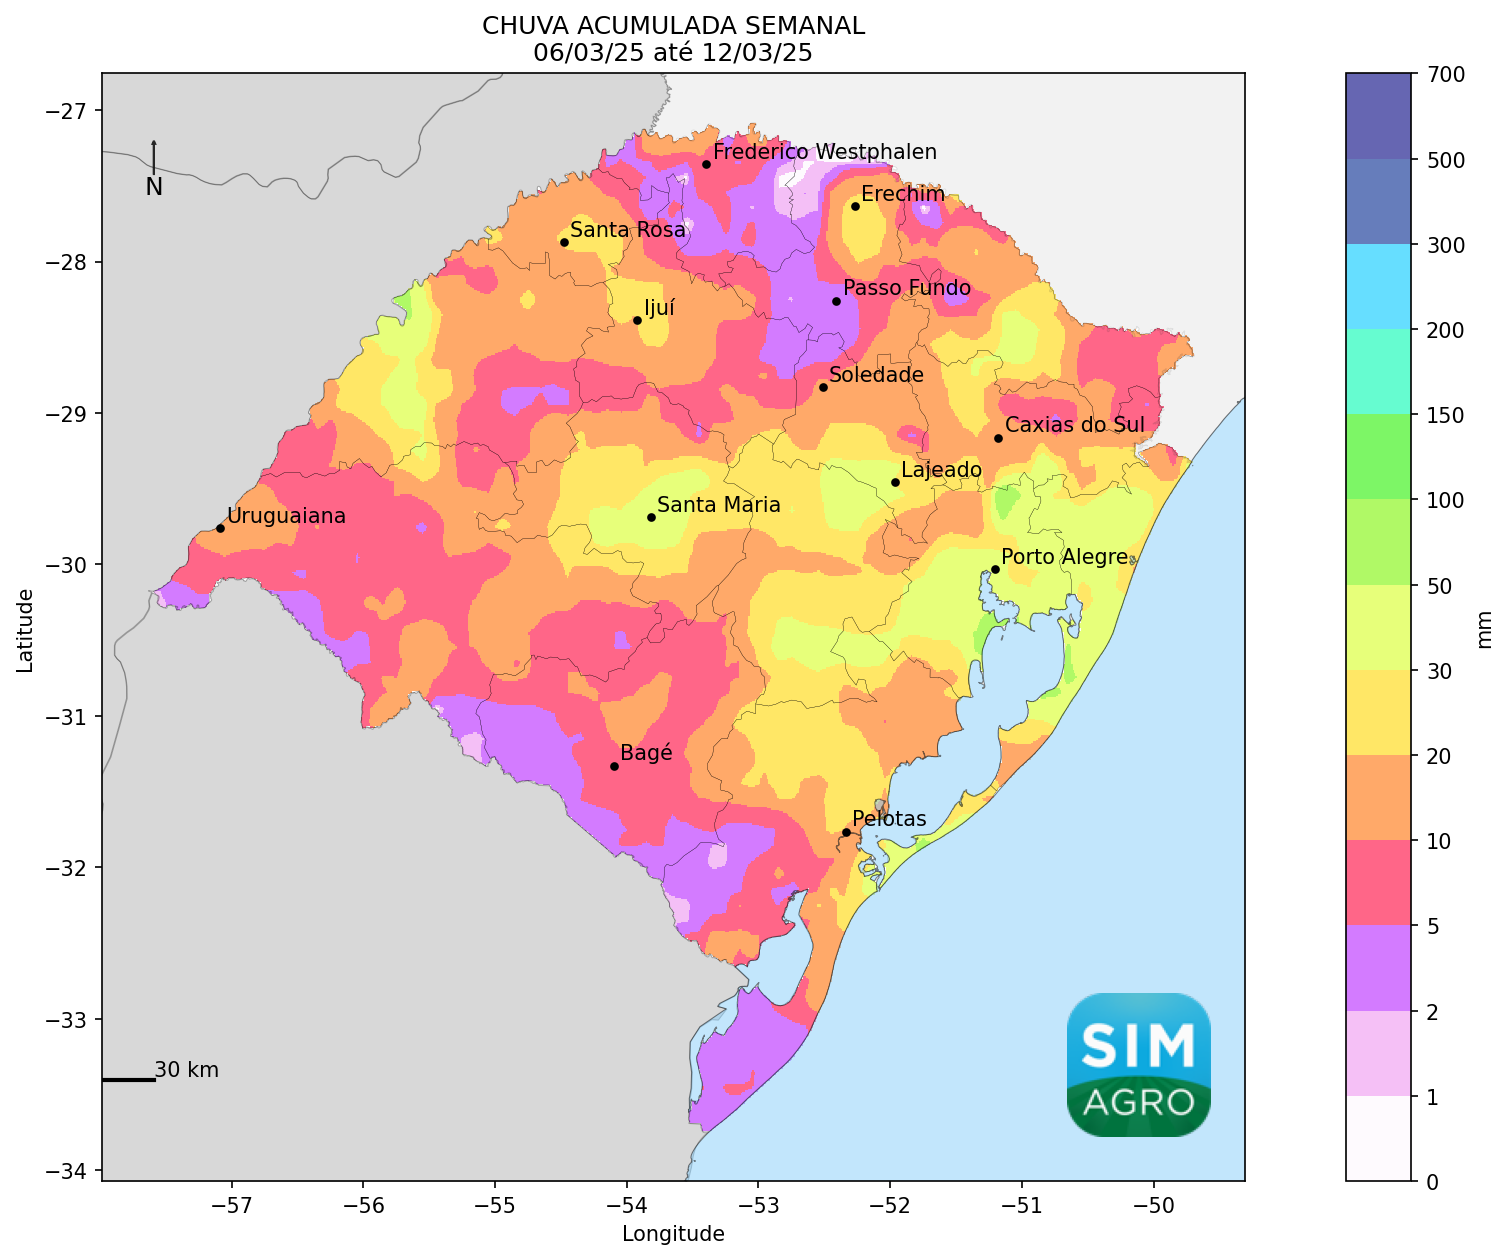 CHUVA ACUMULADA SEMANAL
06/03/25 até 12/03/25
−27
−28
−29
−30
−31
−32
−33
−34
Latitude
N
Frederico Westphalen
Erechim
Santa Rosa
Passo Fundo
Ijuí
Soledade
Caxias do Sul
Lajeado
Santa Maria
Uruguaiana
Porto Alegre
Bagé
Pelotas
30 km
SIM
AGRO
−57
−56
−55
−54
−53
−52
−51
−50
Longitude
700
500
300
200
150
100
50
30
20
10
5
2
1
0
mm